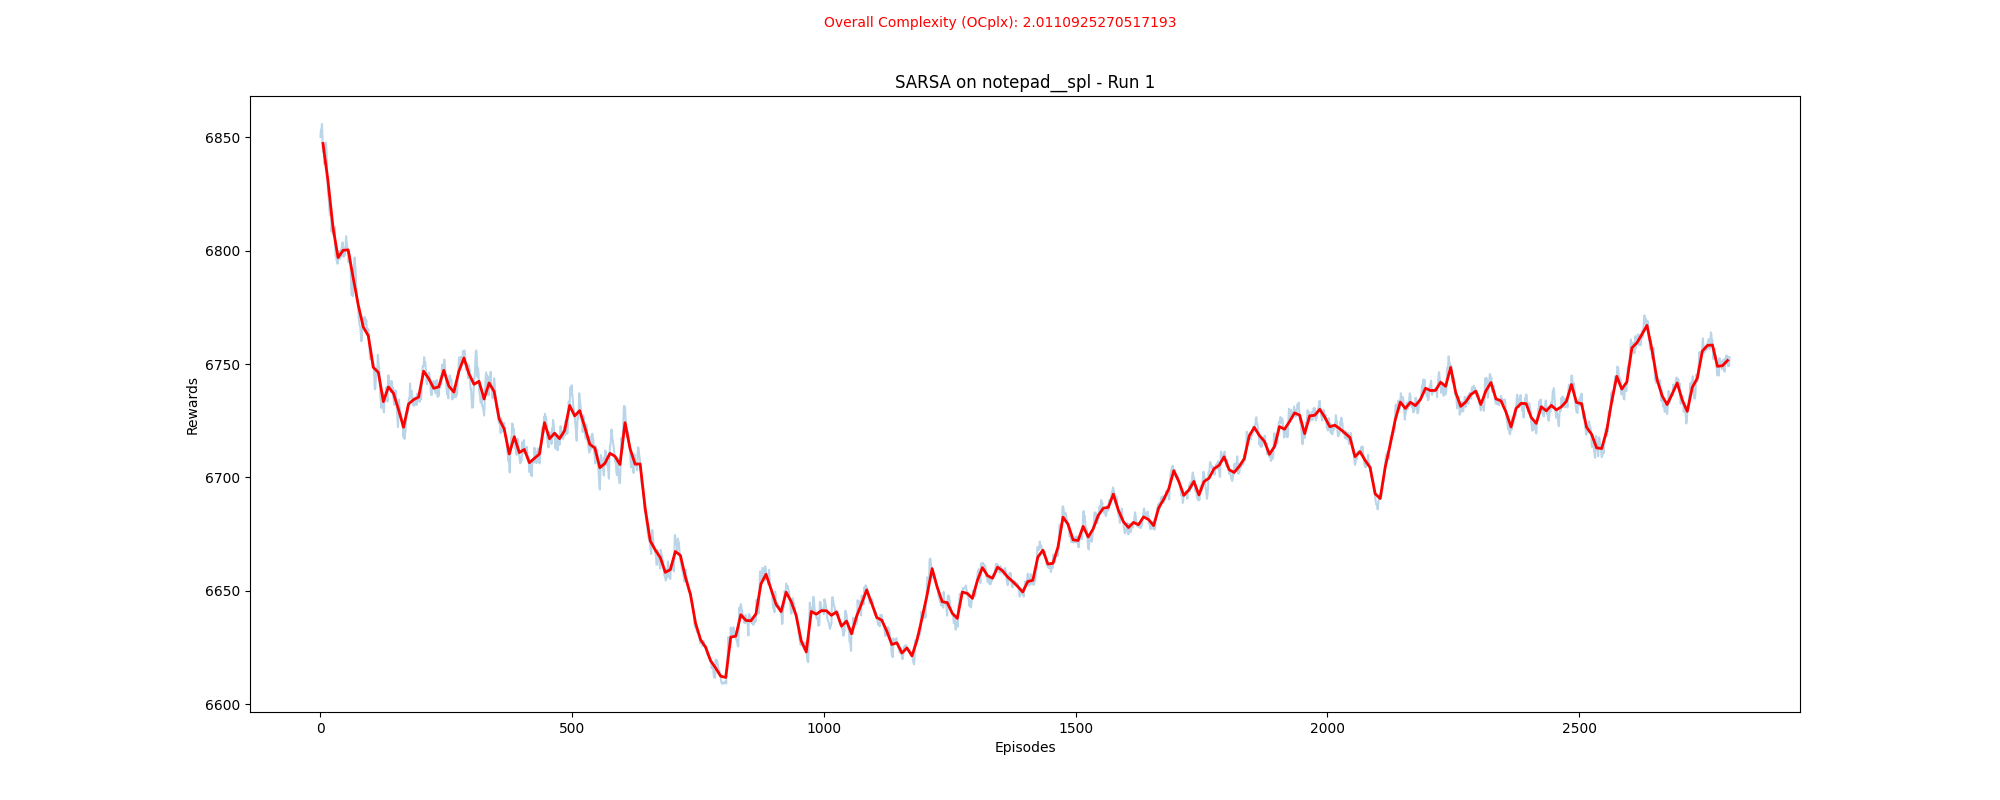 Overall Complexity (OCplx): 2.0110925270517193
SARSA on notepad__spl - Run 1
6850
6800
6750
6700
6650
6600
Rewards
0 500 1000 1500 2000 2500
Episodes